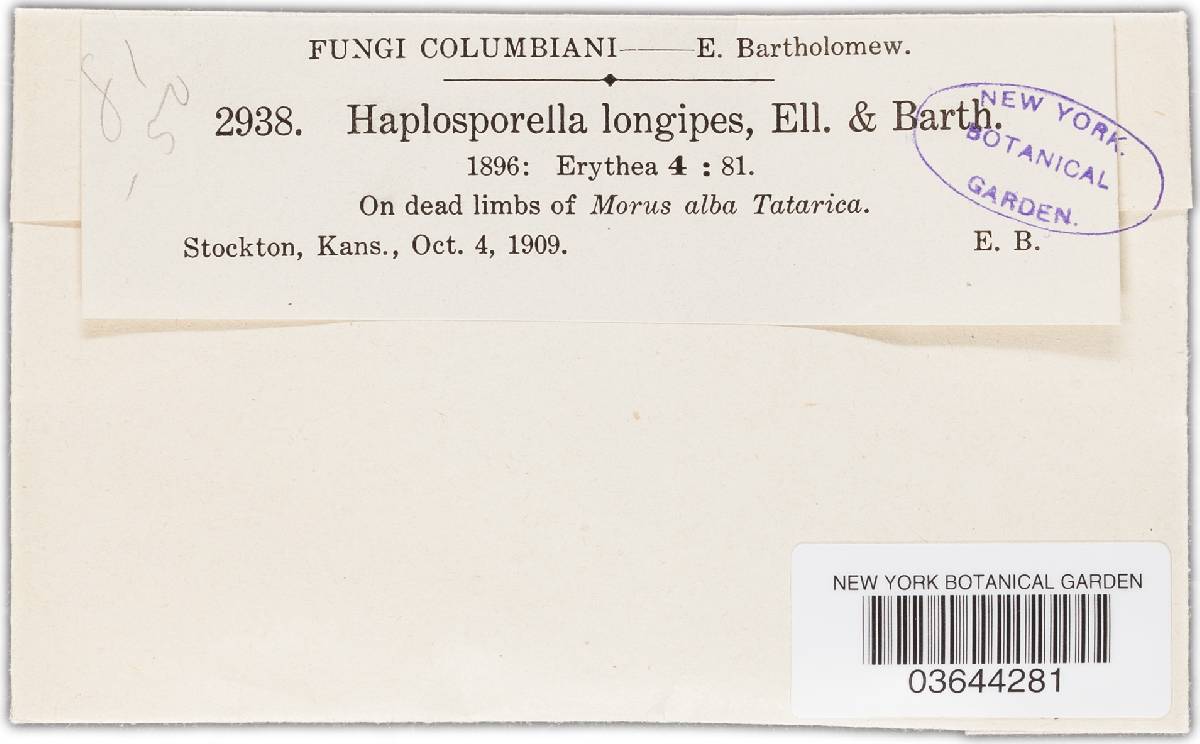 FUNGI COLUMBIANI——E. Bartholomew.
2938. Haplosporella longipes, Ell. & Barth.
1896: Erythea 4 : 81.
On dead limbs of Morus alba Tatarica.
Stockton, Kans., Oct. 4, 1909. E. B.
NEW YORK.
BOTANICAL
GARDEN.
NEW YORK BOTANICAL GARDEN
03644281